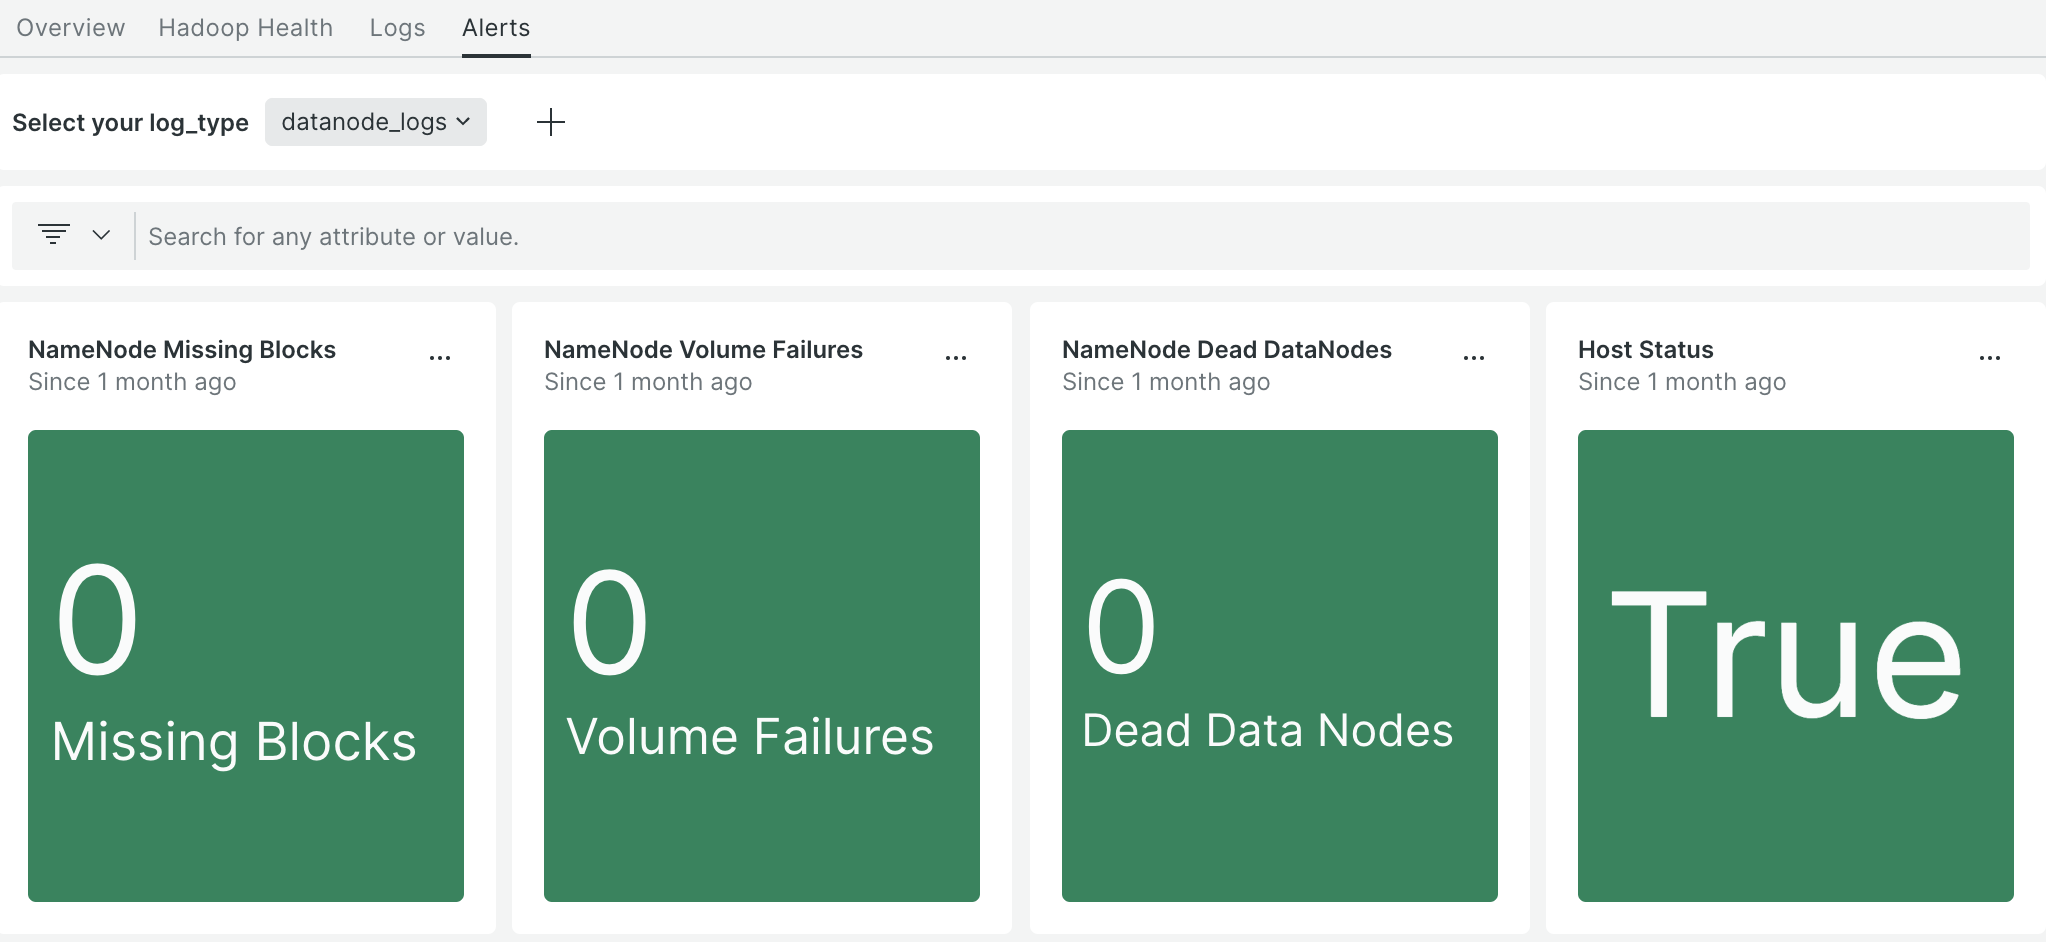 Overview Hadoop Health Logs Alerts
Select your log_type datanode_logs
Search for any attribute or value.
NameNode Missing Blocks ...
Since 1 month ago
0
Missing Blocks
NameNode Volume Failures ...
Since 1 month ago
0
Volume Failures
NameNode Dead DataNodes ...
Since 1 month ago
0
Dead Data Nodes
Host Status ...
Since 1 month ago
True